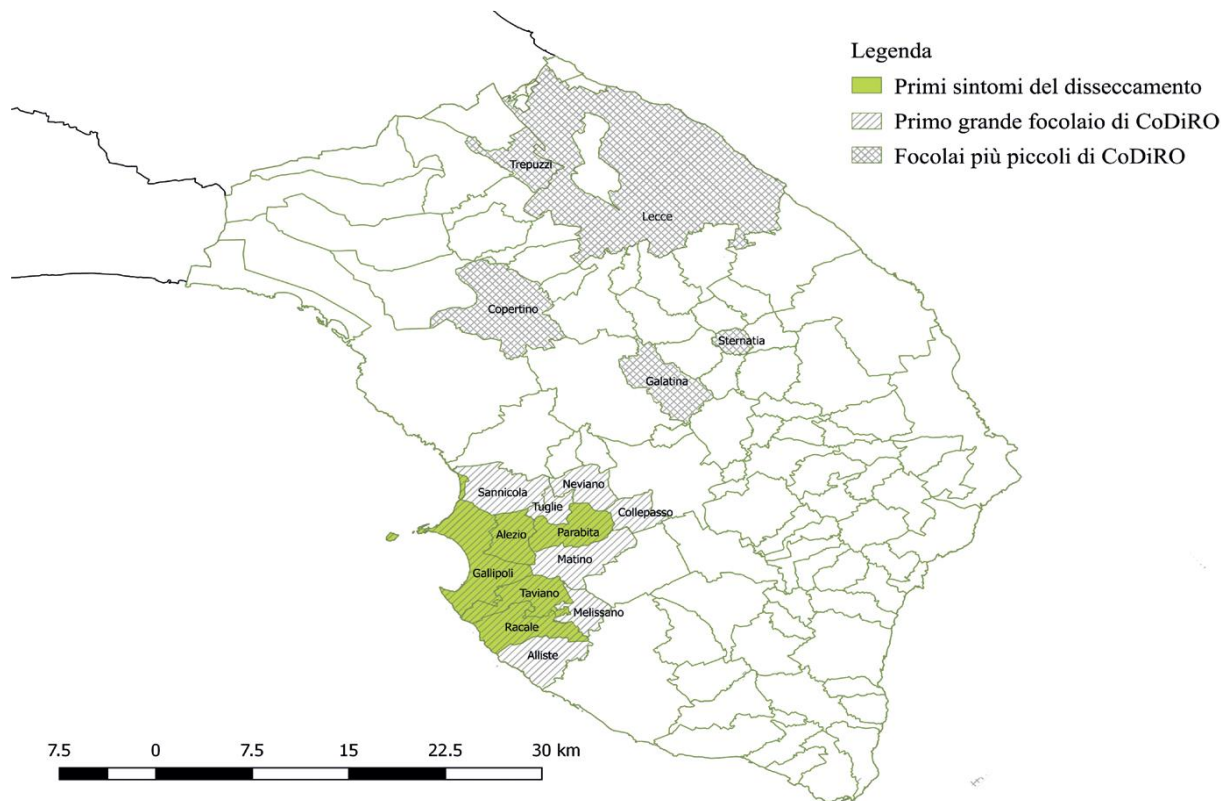 Legenda
Primi sintomi del disseccamento
Primo grande focolaio di CoDiRO
Focolai più piccoli di CoDiRO
Trepuzzi
Lecce
Copertino
Sternatia
Galatina
Neviano
Sannicola
Tuglie
Collepasso
Alezio
Parabita
Matino
Gallipoli
Taviano
Melissano
Racale
Alliste
7.5 0 7.5 15 22.5 30 km